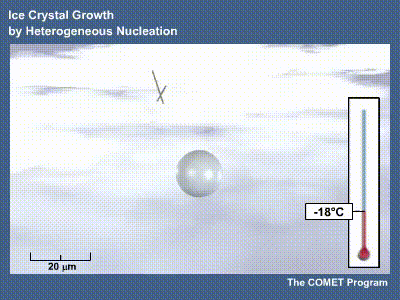 Ice Crystal Growth
by Heterogeneous Nucleation
-18°C
20 µm
The COMET Program